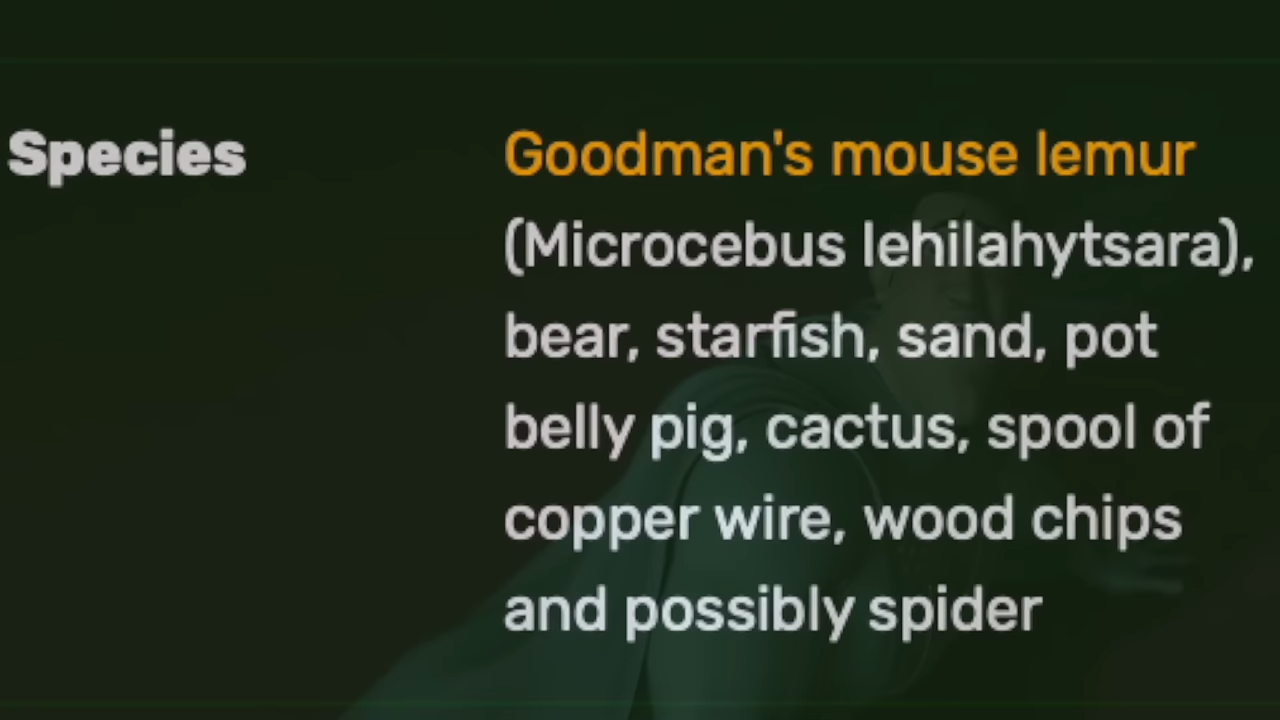 Species
Goodman's mouse lemur
(Microcebus lehilahytsara),
bear, starfish, sand, pot
belly pig, cactus, spool of
copper wire, wood chips
and possibly spider